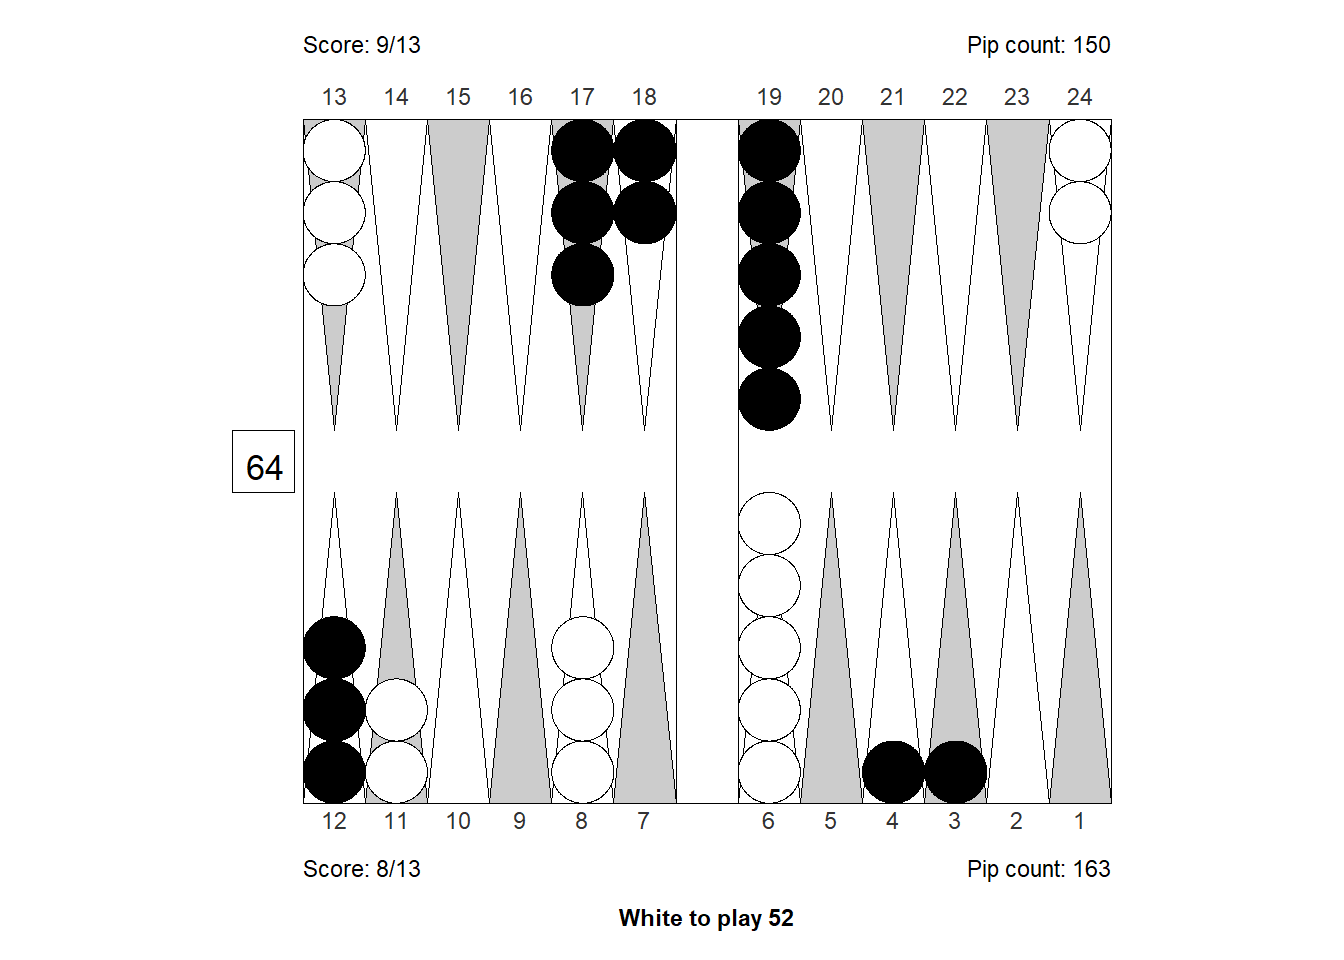 Score: 9/13 Pip count: 150
13 14 15 16 17 18 19 20 21 22 23 24
64
12 11 10 9 8 7 6 5 4 3 2 1
Score: 8/13 Pip count: 163
White to play 52